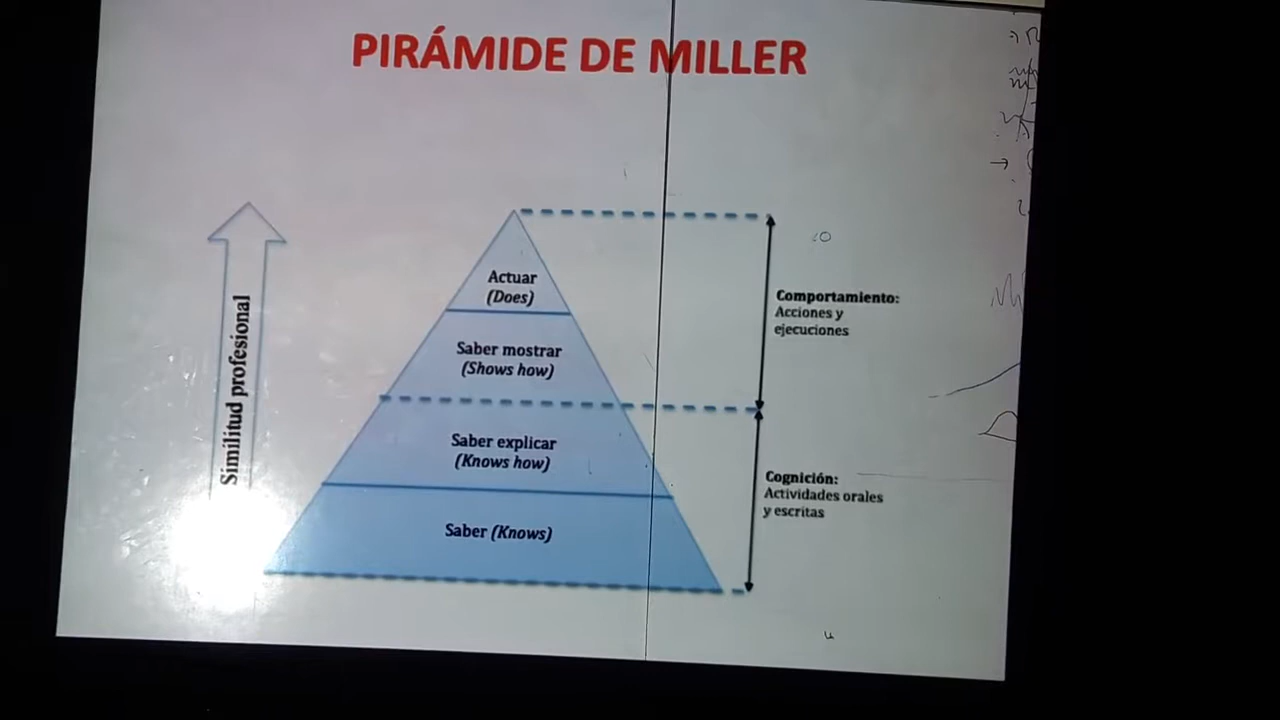 PIRÁMIDE DE MILLER
Similitud profesional
Actuar
(Does)
Saber mostrar
(Shows how)
Saber explicar
(Knows how)
Saber (Knows)
Comportamiento:
Acciones y
ejecuciones
Cognición:
Actividades orales
y escritas